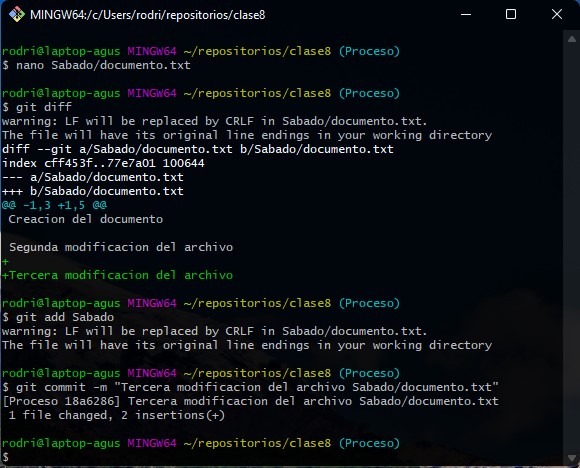 MINGW64:/c/Users/rodri/repositorios/clase8
rodri@laptop-agus MINGW64 ~/repositorios/clase8 (Proceso)
$ nano Sabado/documento.txt
rodri@laptop-agus MINGW64 ~/repositorios/clase8 (Proceso)
$ git diff
warning: LF will be replaced by CRLF in Sabado/documento.txt.
The file will have its original line endings in your working directory
diff --git a/Sabado/documento.txt b/Sabado/documento.txt
index cff453f..77e7a01 100644
--- a/Sabado/documento.txt
+++ b/Sabado/documento.txt
@@ -1,3 +1,5 @@
 Creacion del documento
 Segunda modificacion del archivo
+
+Tercera modificacion del archivo
rodri@laptop-agus MINGW64 ~/repositorios/clase8 (Proceso)
$ git add Sabado
warning: LF will be replaced by CRLF in Sabado/documento.txt.
The file will have its original line endings in your working directory
rodri@laptop-agus MINGW64 ~/repositorios/clase8 (Proceso)
$ git commit -m "Tercera modificacion del archivo Sabado/documento.txt"
[Proceso 18a6286] Tercera modificacion del archivo Sabado/documento.txt
 1 file changed, 2 insertions(+)
rodri@laptop-agus MINGW64 ~/repositorios/clase8 (Proceso)
$